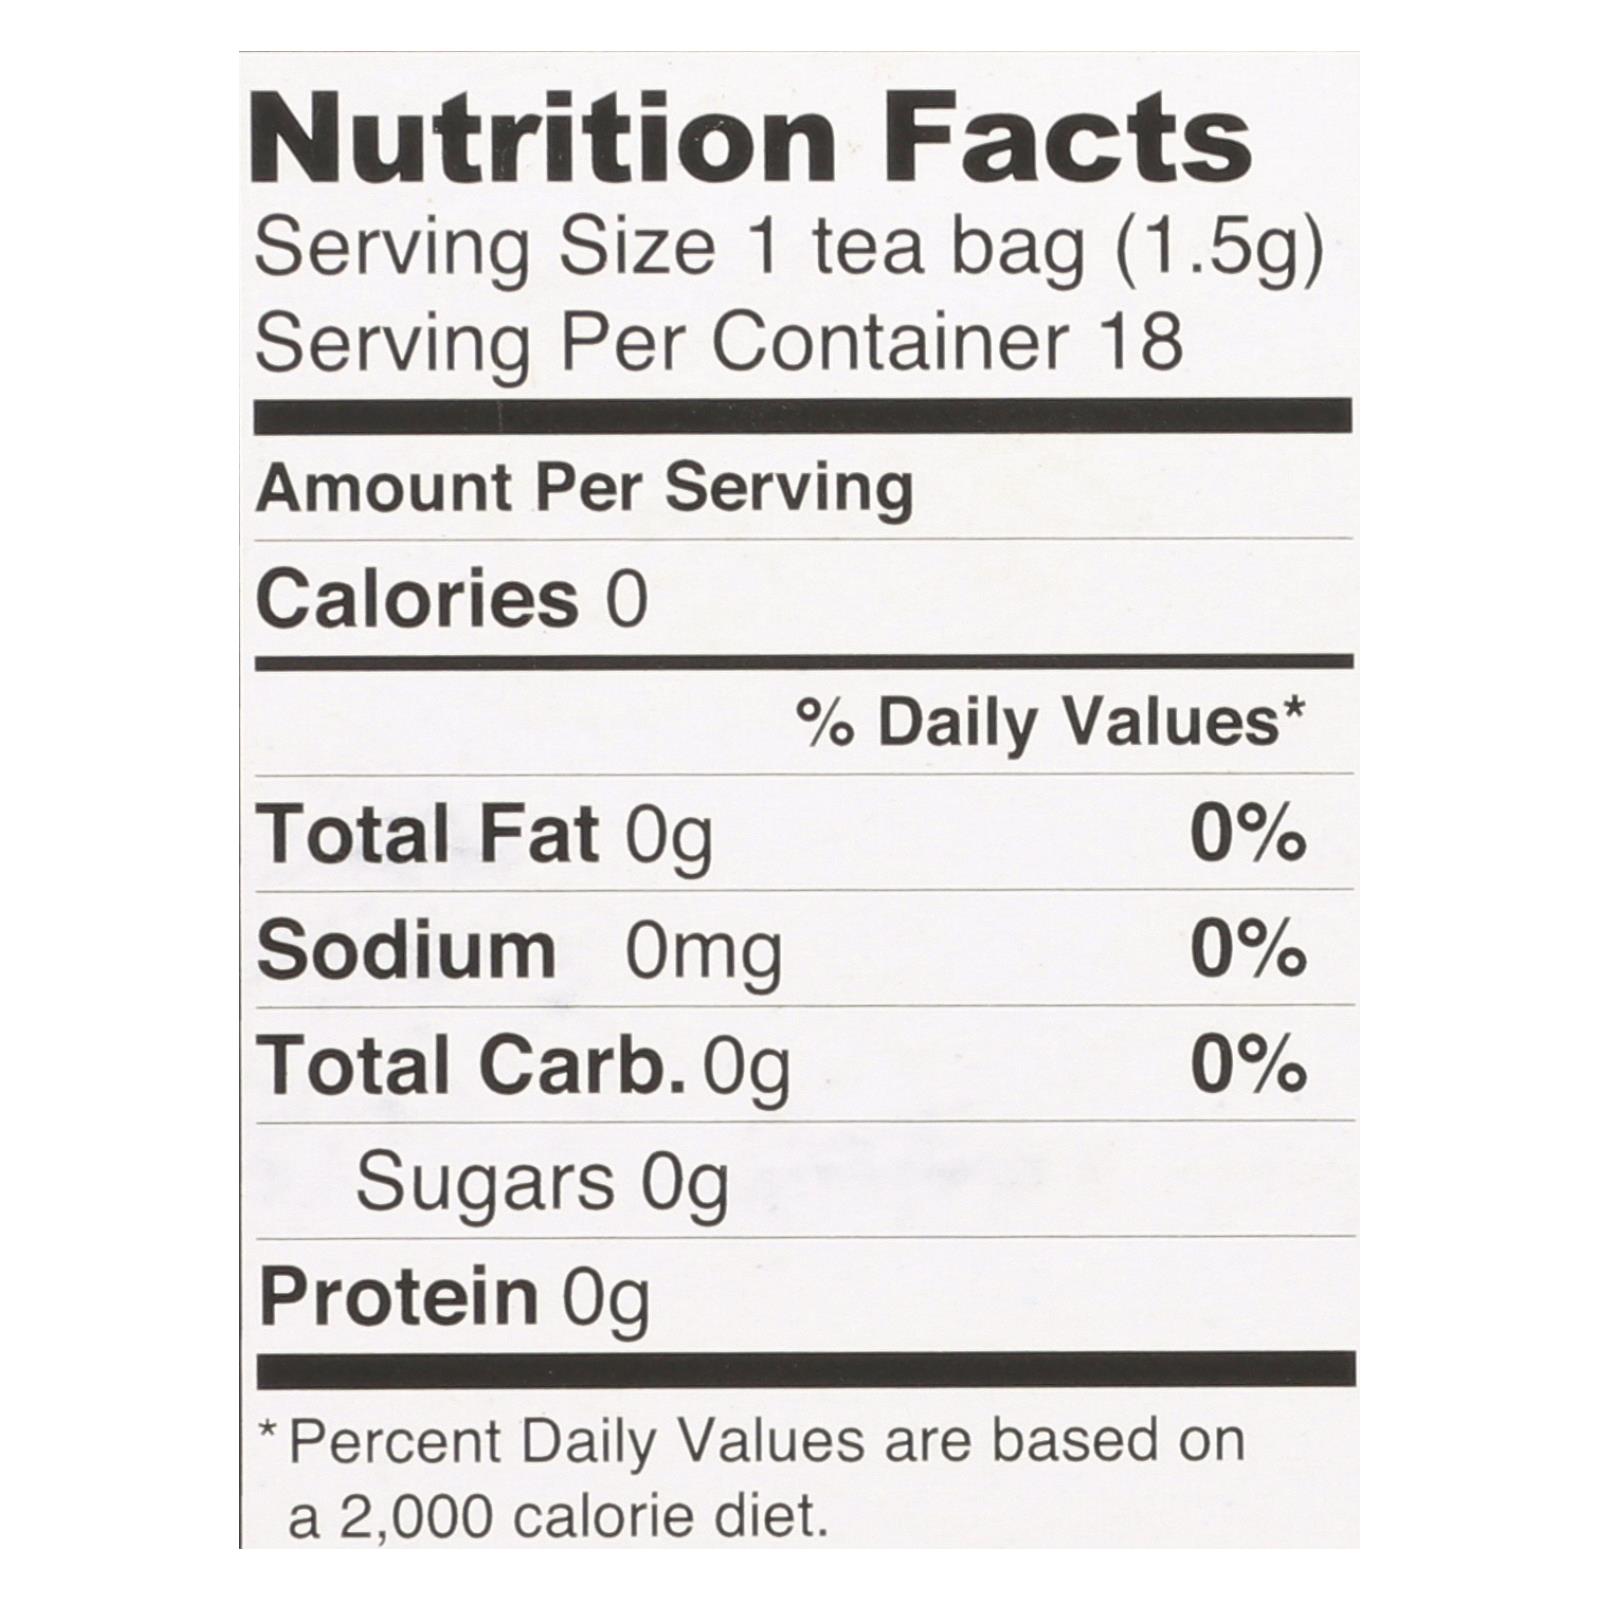 Nutrition Facts
Serving Size 1 tea bag (1.5g)
Serving Per Container 18
Amount Per Serving
Calories 0
% Daily Values*
Total Fat 0g 0%
Sodium 0mg 0%
Total Carb. 0g 0%
Sugars 0g
Protein 0g
* Percent Daily Values are based on
a 2,000 calorie diet.